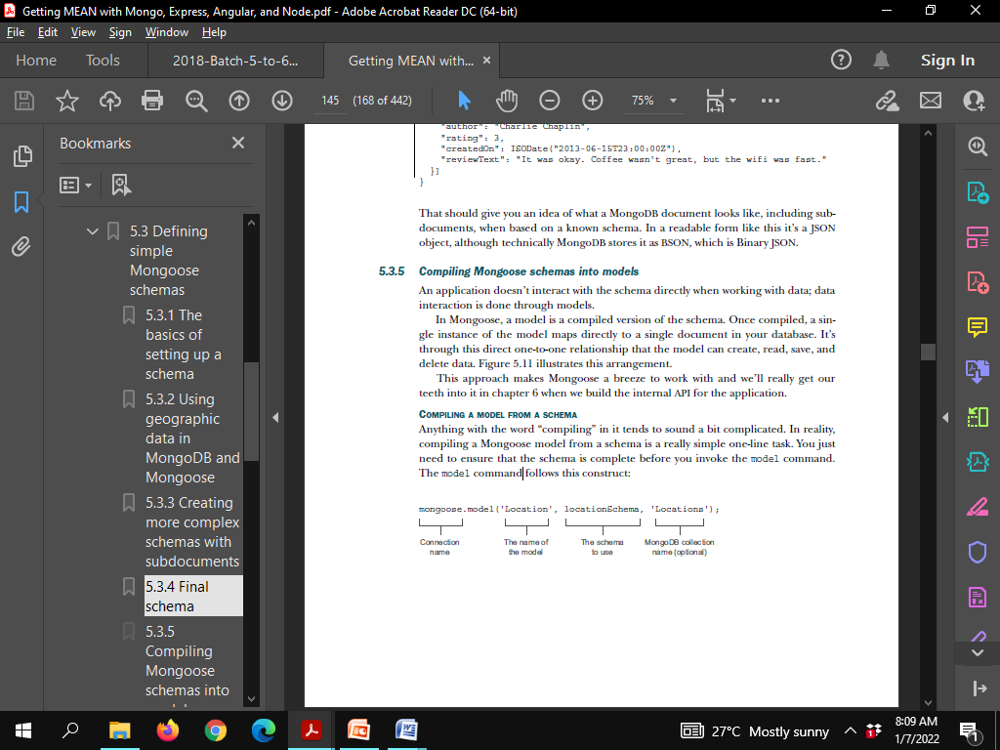 Getting MEAN with Mongo, Express, Angular, and Node.pdf - Adobe Acrobat Reader DC (64-bit)
File Edit View Sign Window Help
Home Tools 2018-Batch-5-to-6... Getting MEAN with... × Sign In
145 (168 of 442) 75%
Bookmarks
5.3 Defining
simple
Mongoose
schemas
5.3.1 The
basics of
setting up a
schema
5.3.2 Using
geographic
data in
MongoDB and
Mongoose
5.3.3 Creating
more complex
schemas with
subdocuments
5.3.4 Final
schema
5.3.5
Compiling
Mongoose
schemas into
"author": "Charlie Chaplin",
"rating": 3,
"createdOn": ISODate("2013-06-15T23:00:00Z"),
"reviewText": "It was okay. Coffee wasn't great, but the wifi was fast."
}]
}
That should give you an idea of what a MongoDB document looks like, including sub-
documents, when based on a known schema. In a readable form like this it's a JSON
object, although technically MongoDB stores it as BSON, which is Binary JSON.
5.3.5 Compiling Mongoose schemas into models
An application doesn't interact with the schema directly when working with data; data
interaction is done through models.
In Mongoose, a model is a compiled version of the schema. Once compiled, a sin-
gle instance of the model maps directly to a single document in your database. It's
through this direct one-to-one relationship that the model can create, read, save, and
delete data. Figure 5.11 illustrates this arrangement.
This approach makes Mongoose a breeze to work with and we'll really get our
teeth into it in chapter 6 when we build the internal API for the application.
COMPILING A MODEL FROM A SCHEMA
Anything with the word “compiling” in it tends to sound a bit complicated. In reality,
compiling a Mongoose model from a schema is a really simple one-line task. You just
need to ensure that the schema is complete before you invoke the model command.
The model command follows this construct:
mongoose.model('Location', locationSchema, 'Locations');
Connection The name of The schema MongoDB collection
name the model to use name (optional)
27°C Mostly sunny
8:09 AM
1/7/2022
1
1